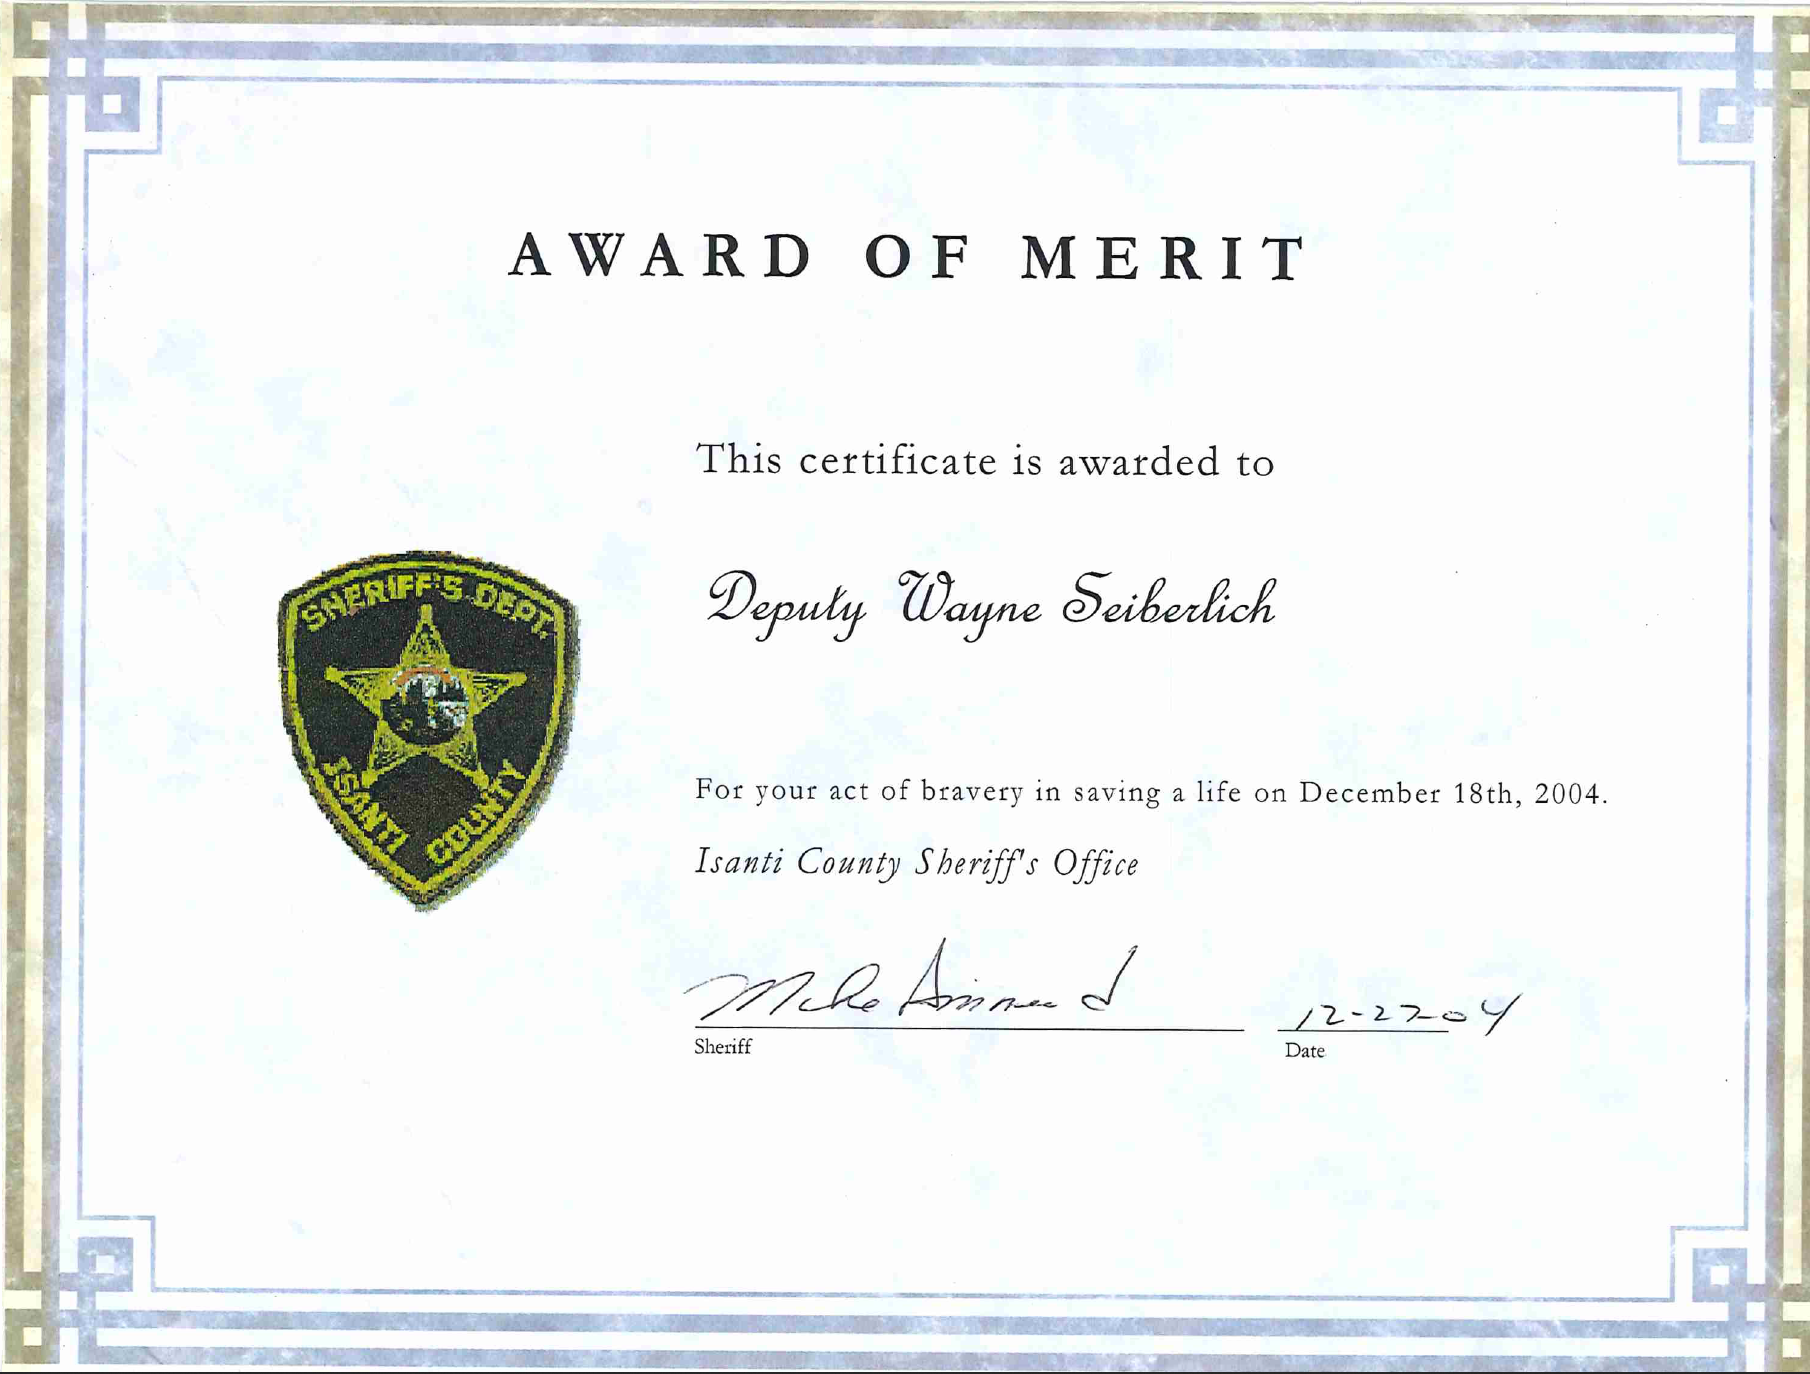 AWARD OF MERIT
This certificate is awarded to
Deputy Wayne Seiberlich
SHERIFF'S DEPT.
ISANTI COUNTY
For your act of bravery in saving a life on December 18th, 2004.
Isanti County Sheriff's Office
Mike
12-27-04
Sheriff
Date